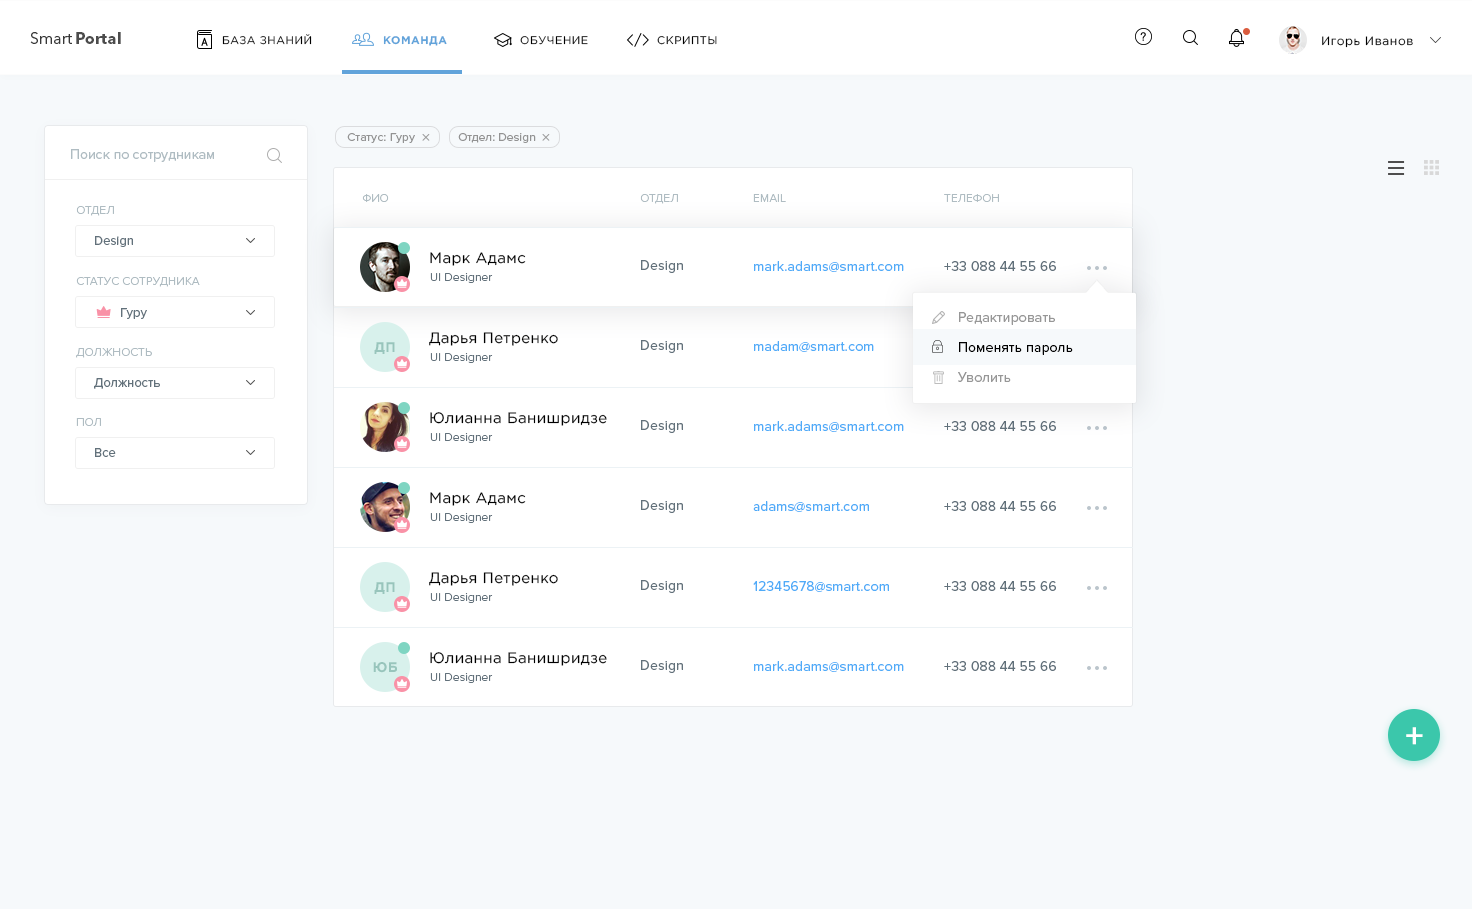 Smart Portal
БАЗА ЗНАНИЙ
КОМАНДА
ОБУЧЕНИЕ
СКРИПТЫ
Игорь Иванов
Поиск по сотрудникам
ОТДЕЛ
Design
СТАТУС СОТРУДНИКА
Гуру
ДОЛЖНОСТЬ
Должность
ПОЛ
Все
Статус: Гуру ×
Отдел: Design ×
ФИО ОТДЕЛ EMAIL ТЕЛЕФОН
Марк Адамс
UI Designer
Design
mark.adams@smart.com
+33 088 44 55 66
Редактировать
Поменять пароль
Уволить
ДП
Дарья Петренко
UI Designer
Design
madam@smart.com
Юлианна Банишридзе
UI Designer
Design
mark.adams@smart.com
+33 088 44 55 66
Марк Адамс
UI Designer
Design
adams@smart.com
+33 088 44 55 66
ДП
Дарья Петренко
UI Designer
Design
12345678@smart.com
+33 088 44 55 66
ЮБ
Юлианна Банишридзе
UI Designer
Design
mark.adams@smart.com
+33 088 44 55 66